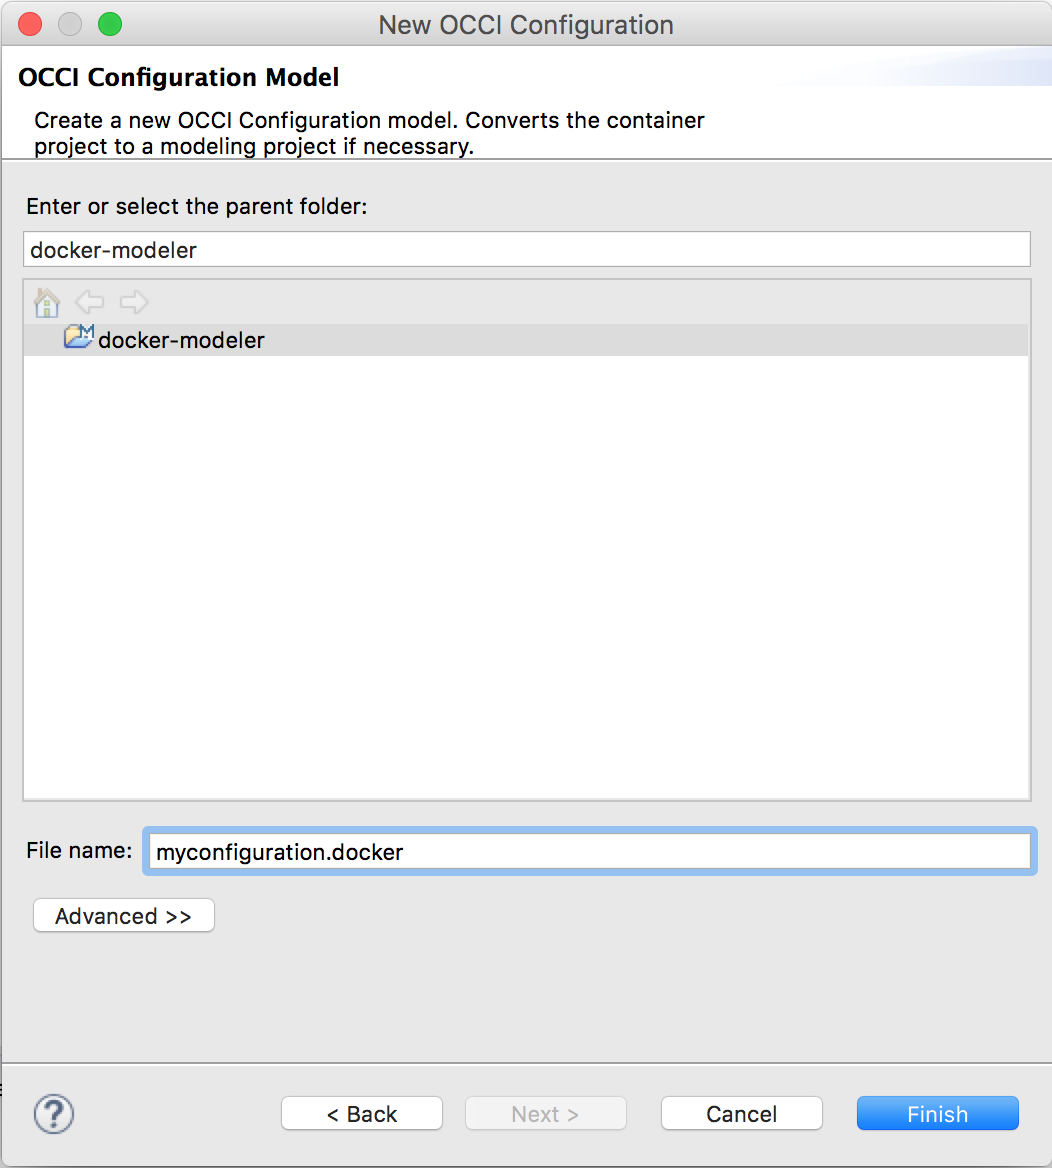 New OCCI Configuration
OCCI Configuration Model
Create a new OCCI Configuration model. Converts the container
project to a modeling project if necessary.
Enter or select the parent folder:
docker-modeler
docker-modeler
File name: myconfiguration.docker
Advanced >>
? < Back Next > Cancel Finish